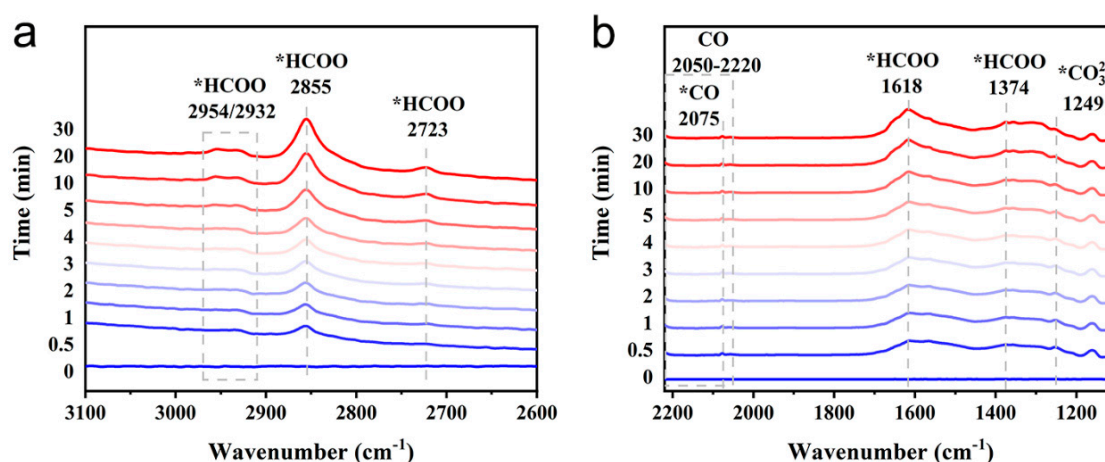 a
*HCOO
2954/2932
*HCOO
2855
*HCOO
2723
Time (min)
30
20
10
5
4
3
2
1
0.5
0
3100 3000 2900 2800 2700 2600
Wavenumber (cm⁻¹)
b
CO
2050-2220
*CO
2075
*HCOO
1618
*HCOO
1374
*CO₃²
1249
Time (min)
30
20
10
5
4
3
2
1
0.5
0
2200 2000 1800 1600 1400 1200
Wavenumber (cm⁻¹)